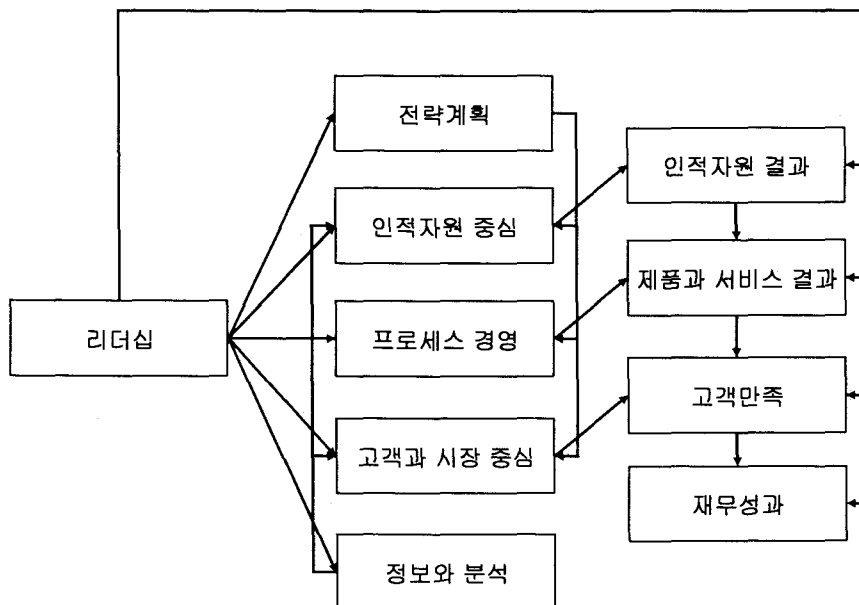 리더십
전략계획
인적자원 중심
프로세스 경영
고객과 시장 중심
정보와 분석
인적자원 결과
제품과 서비스 결과
고객만족
재무성과